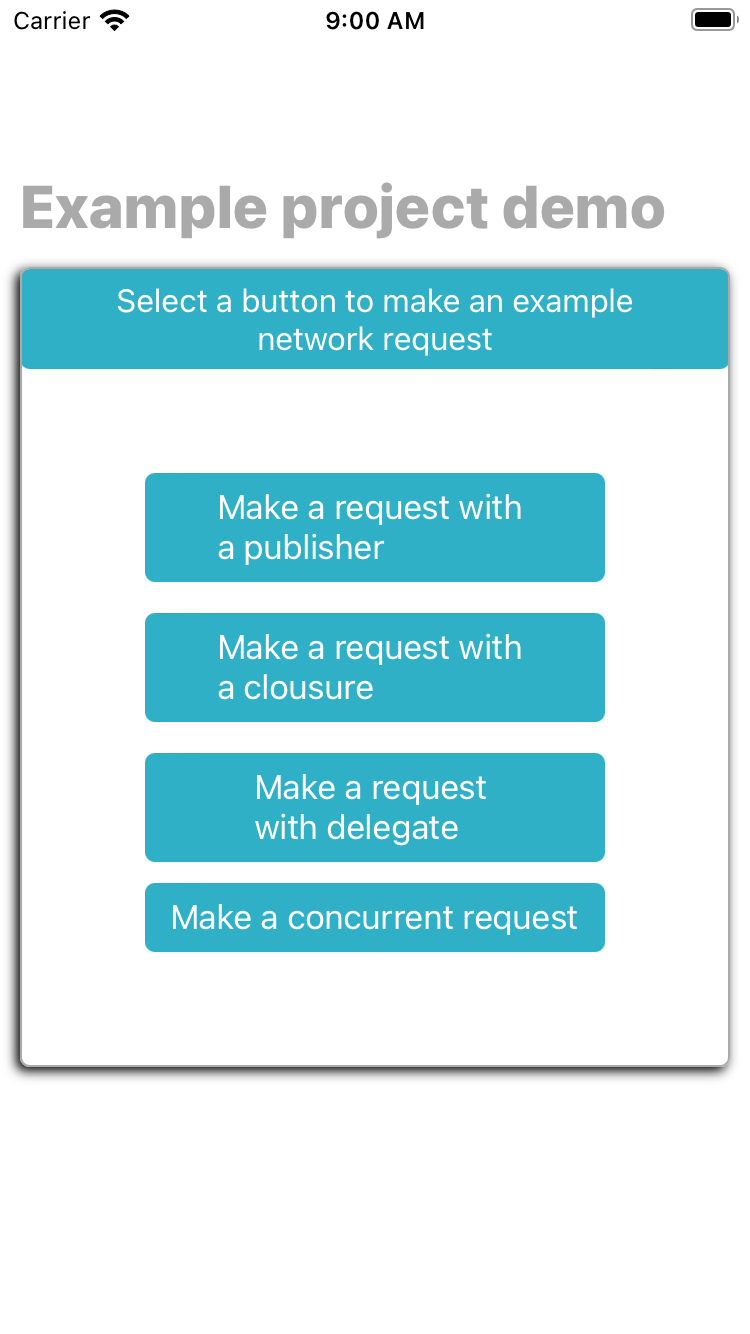 Carrier
9:00 AM
Example project demo
Select a button to make an example
network request
Make a request with
a publisher
Make a request with
a clousure
Make a request
with delegate
Make a concurrent request